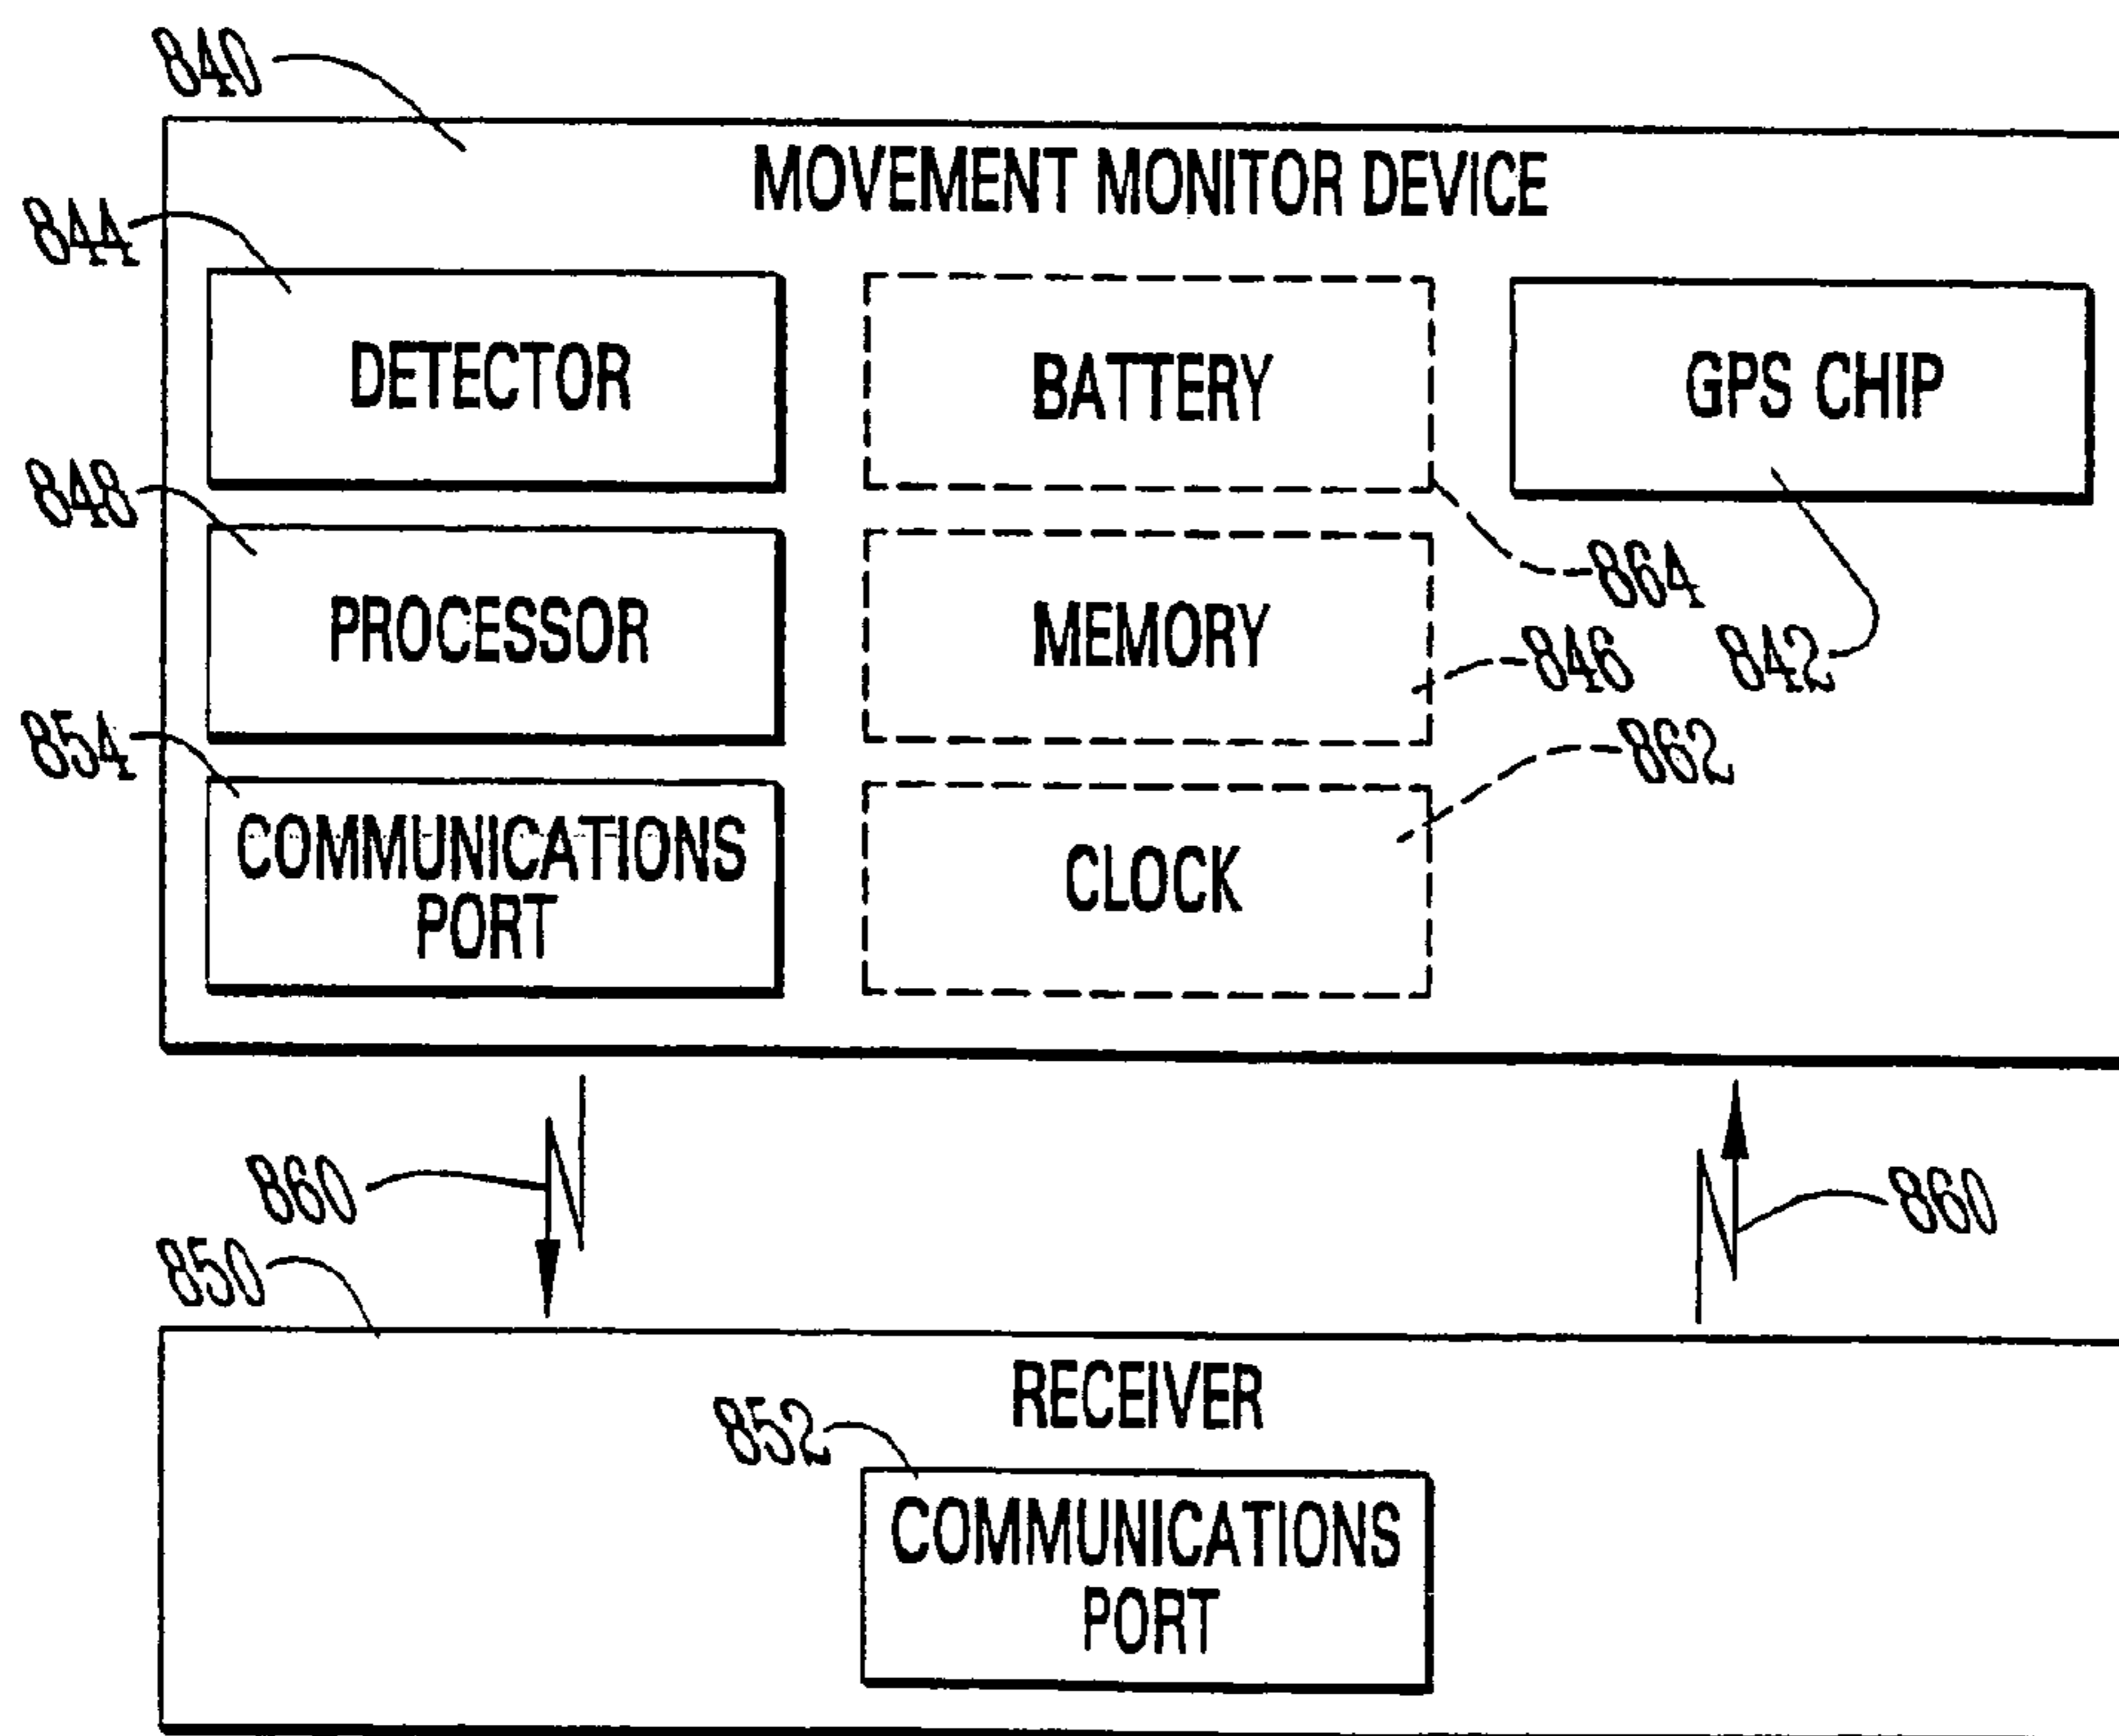 840
MOVEMENT MONITOR DEVICE
844
DETECTOR
BATTERY
GPS CHIP
848
864
PROCESSOR
MEMORY
846
842
854
862
COMMUNICATIONS
PORT
CLOCK
860
860
850
RECEIVER
852
COMMUNICATIONS
PORT